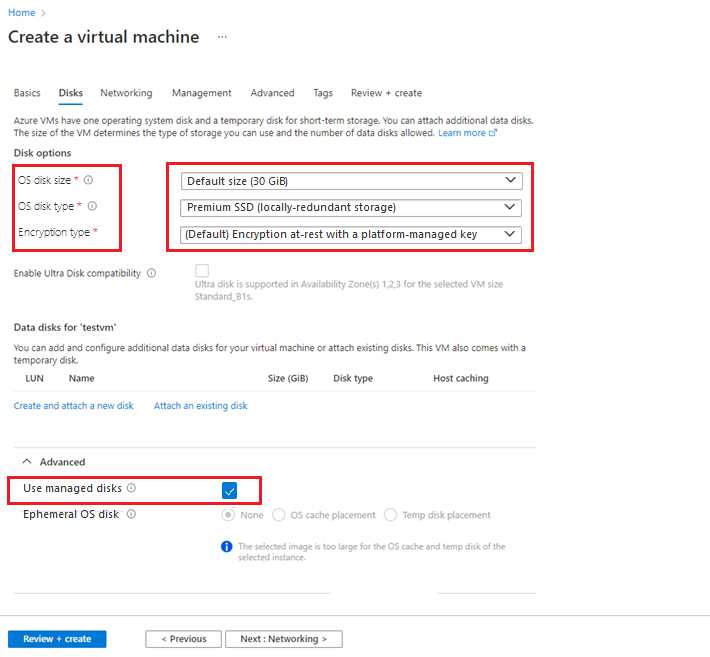 Home >
Create a virtual machine ...
Basics Disks Networking Management Advanced Tags Review + create
Azure VMs have one operating system disk and a temporary disk for short-term storage. You can attach additional data disks.
The size of the VM determines the type of storage you can use and the number of data disks allowed. Learn more
Disk options
OS disk size * Default size (30 GiB)
OS disk type * Premium SSD (locally-redundant storage)
Encryption type * (Default) Encryption at-rest with a platform-managed key
Enable Ultra Disk compatibility
Ultra disk is supported in Availability Zone(s) 1,2,3 for the selected VM size
Standard_B1s.
Data disks for 'testvm'
You can add and configure additional data disks for your virtual machine or attach existing disks. This VM also comes with a
temporary disk.
LUN Name Size (GiB) Disk type Host caching
Create and attach a new disk Attach an existing disk
Advanced
Use managed disks
Ephemeral OS disk None OS cache placement Temp disk placement
The selected image is too large for the OS cache and temp disk of the
selected instance.
Review + create < Previous Next : Networking >